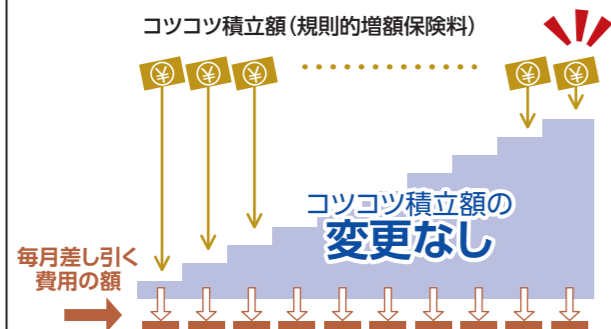 コツコツ積立額（規則的増額保険料）
¥ ¥ ¥ ¥ ¥
コツコツ積立額の
変更なし
毎月差し引く
費用の額